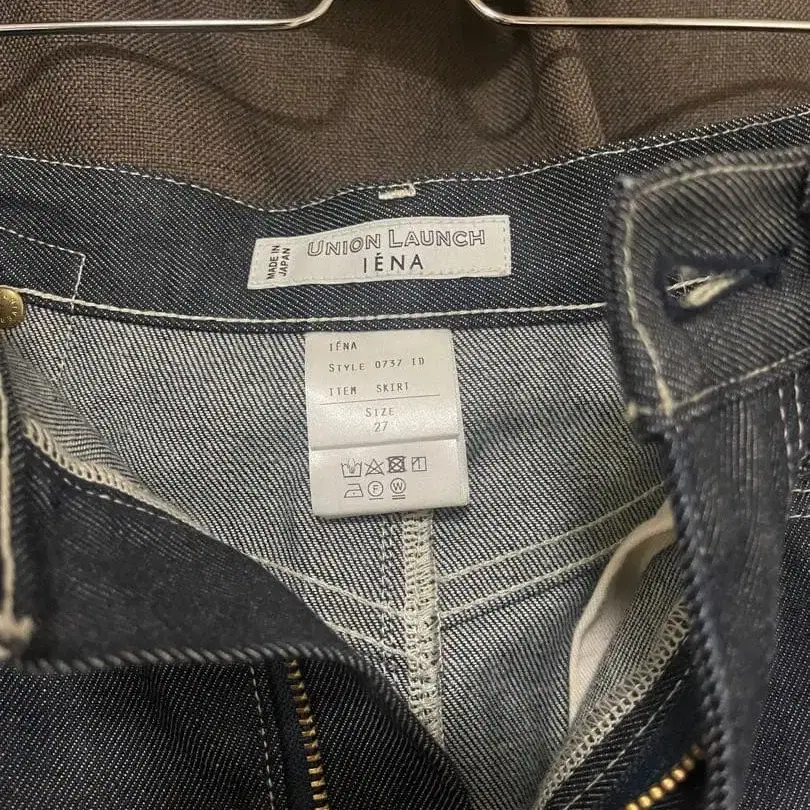 MADE IN
JAPAN
UNION LAUNCH
IÉNA
IÉNA
STYLE 0737 ID
ITEM SKIRT
SIZE
27
F W